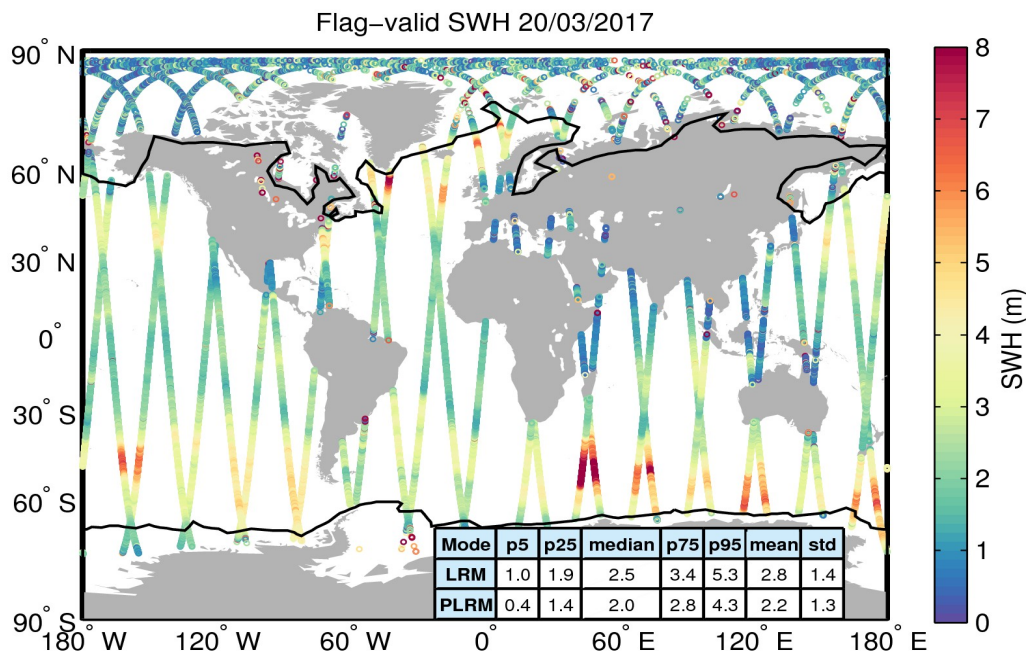 Flag−valid SWH 20/03/2017
90° N
60° N
30° N
0°
30° S
60° S
90° S
180° W
120° W
60° W
0°
60° E
120° E
180° E
8
7
6
5
4
3
2
1
0
SWH (m)
Mode p5 p25 median p75 p95 mean std
LRM 1.0 1.9 2.5 3.4 5.3 2.8 1.4
PLRM 0.4 1.4 2.0 2.8 4.3 2.2 1.3